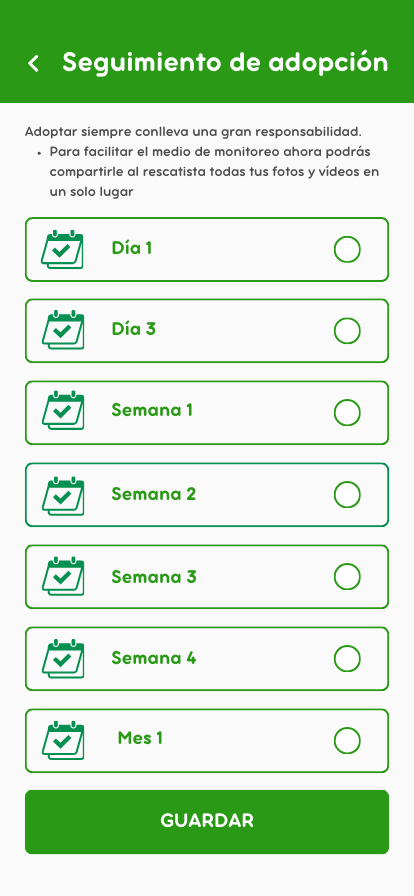 Seguimiento de adopción
Adoptar siempre conlleva una gran responsabilidad.
• Para facilitar el medio de monitoreo ahora podrás
compartirle al rescatista todas tus fotos y vídeos en
un solo lugar
Día 1
Día 3
Semana 1
Semana 2
Semana 3
Semana 4
Mes 1
GUARDAR